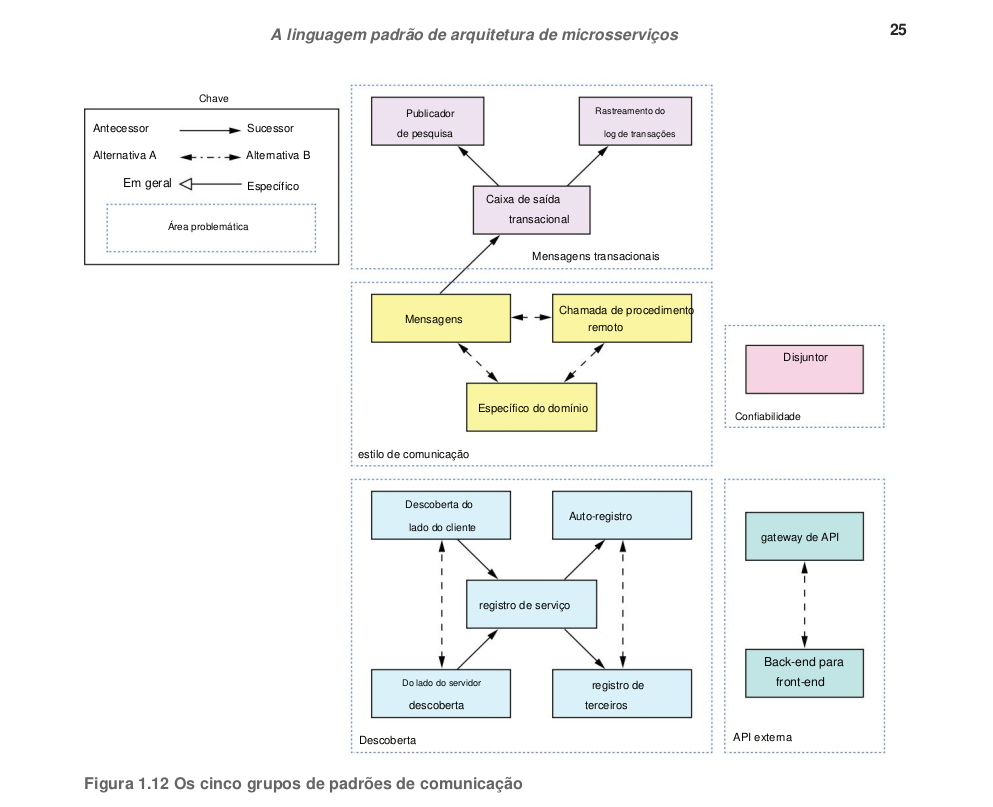 A linguagem padrão de arquitetura de microsserviços
25
Chave
Antecessor
Sucessor
Alternativa A
Alternativa B
Em geral
Específico
Área problemática
Publicador
de pesquisa
Rastreamento do
log de transações
Caixa de saída
transacional
Mensagens transacionais
Mensagens
Chamada de procedimento
remoto
Específico do domínio
estilo de comunicação
Disjuntor
Confiabilidade
Descoberta do
lado do cliente
Auto-registro
registro de serviço
Do lado do servidor
descoberta
registro de
terceiros
Descoberta
gateway de API
Back-end para
front-end
API externa
Figura 1.12 Os cinco grupos de padrões de comunicação